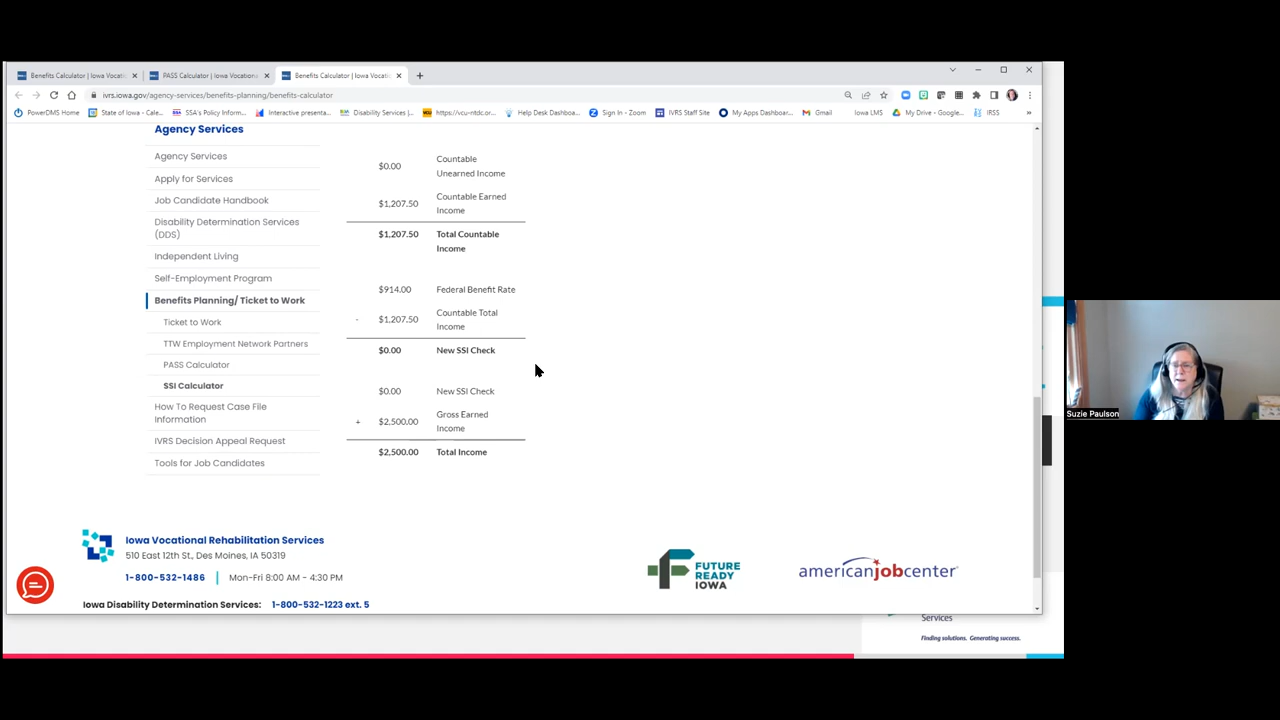 Benefits Calculator | Iowa Vocati
PASS Calculator | Iowa Vocationa
Benefits Calculator | Iowa Vocatio
ivrs.iowa.gov/agency-services/benefits-planning/benefits-calculator
PowerDMS Home
State of Iowa - Cale...
SSA's Policy Infor...
Interactive presenta...
Disability Services |...
https://vcu-ntdc.or...
Help Desk Dashboa...
Sign In - Zoom
IVRS Staff Site
My Apps Dashboar...
Gmail
Iowa LMS
My Drive - Google...
IRSS
»
Agency Services
Agency Services
Apply for Services
Job Candidate Handbook
Disability Determination Services
(DDS)
Independent Living
Self-Employment Program
Benefits Planning/ Ticket to Work
Ticket to Work
TTW Employment Network Partners
PASS Calculator
SSI Calculator
How To Request Case File
Information
IVRS Decision Appeal Request
Tools for Job Candidates
$0.00 Countable
Unearned Income
$1,207.50 Countable Earned
Income
$1,207.50 Total Countable
Income
$914.00 Federal Benefit Rate
- $1,207.50 Countable Total
Income
$0.00 New SSI Check
$0.00 New SSI Check
+ $2,500.00 Gross Earned
Income
$2,500.00 Total Income
Iowa Vocational Rehabilitation Services
510 East 12th St., Des Moines, IA 50319
1-800-532-1486 | Mon-Fri 8:00 AM - 4:30 PM
Iowa Disability Determination Services: 1-800-532-1223 ext. 5
FUTURE
READY
IOWA
americanjobcenter
Services
Finding solutions. Generating success.
Suzie Paulson